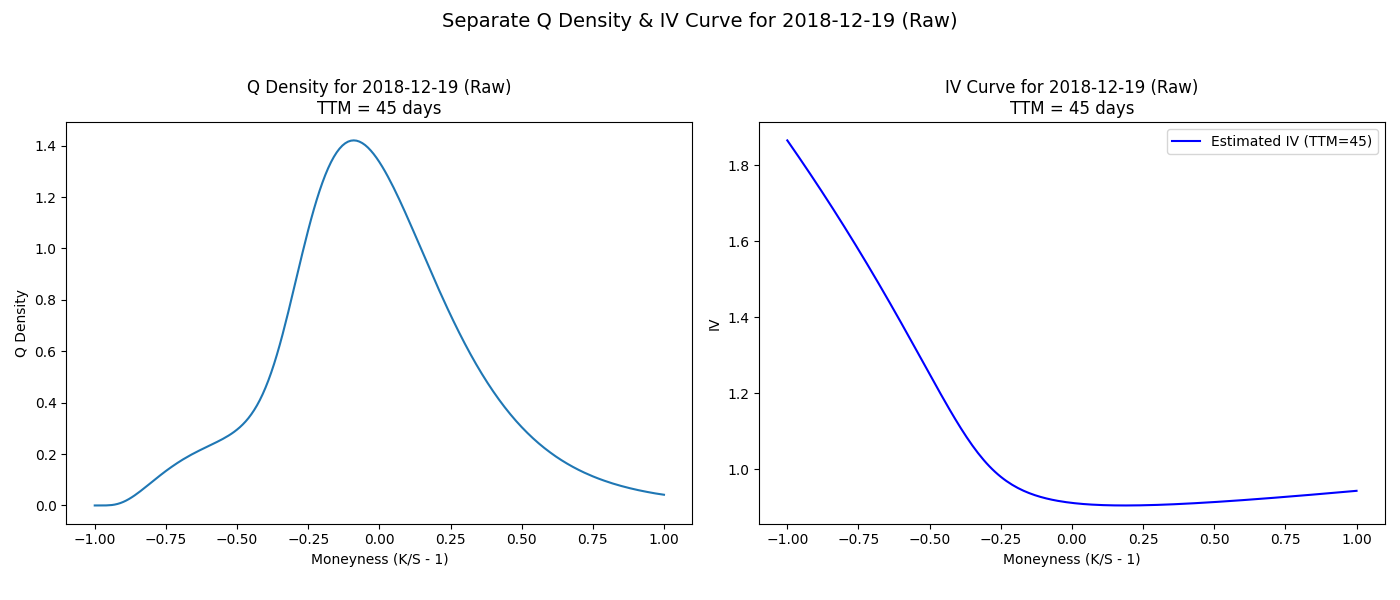 Separate Q Density & IV Curve for 2018-12-19 (Raw)
Q Density for 2018-12-19 (Raw)
TTM = 45 days
Q Density
1.4
1.2
1.0
0.8
0.6
0.4
0.2
0.0
−1.00 −0.75 −0.50 −0.25 0.00 0.25 0.50 0.75 1.00
Moneyness (K/S - 1)
IV Curve for 2018-12-19 (Raw)
TTM = 45 days
Estimated IV (TTM=45)
IV
1.8
1.6
1.4
1.2
1.0
−1.00 −0.75 −0.50 −0.25 0.00 0.25 0.50 0.75 1.00
Moneyness (K/S - 1)